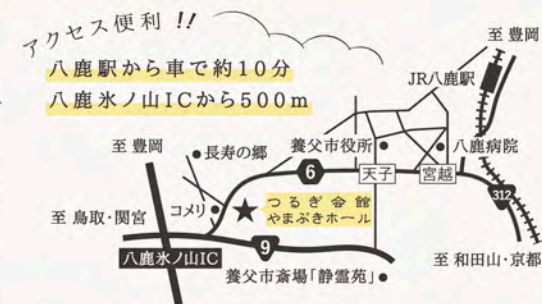 アクセス便利!!
八鹿駅から車で約10分
八鹿氷ノ山ICから500m
至 豊岡
JR八鹿駅
至 豊岡
長寿の郷
養父市役所
八鹿病院
6
天子
宮越
312
コメリ
つるぎ会館
やまぶきホール
至 鳥取・関宮
9
八鹿氷ノ山IC
至 和田山・京都
養父市斎場「静霊苑」